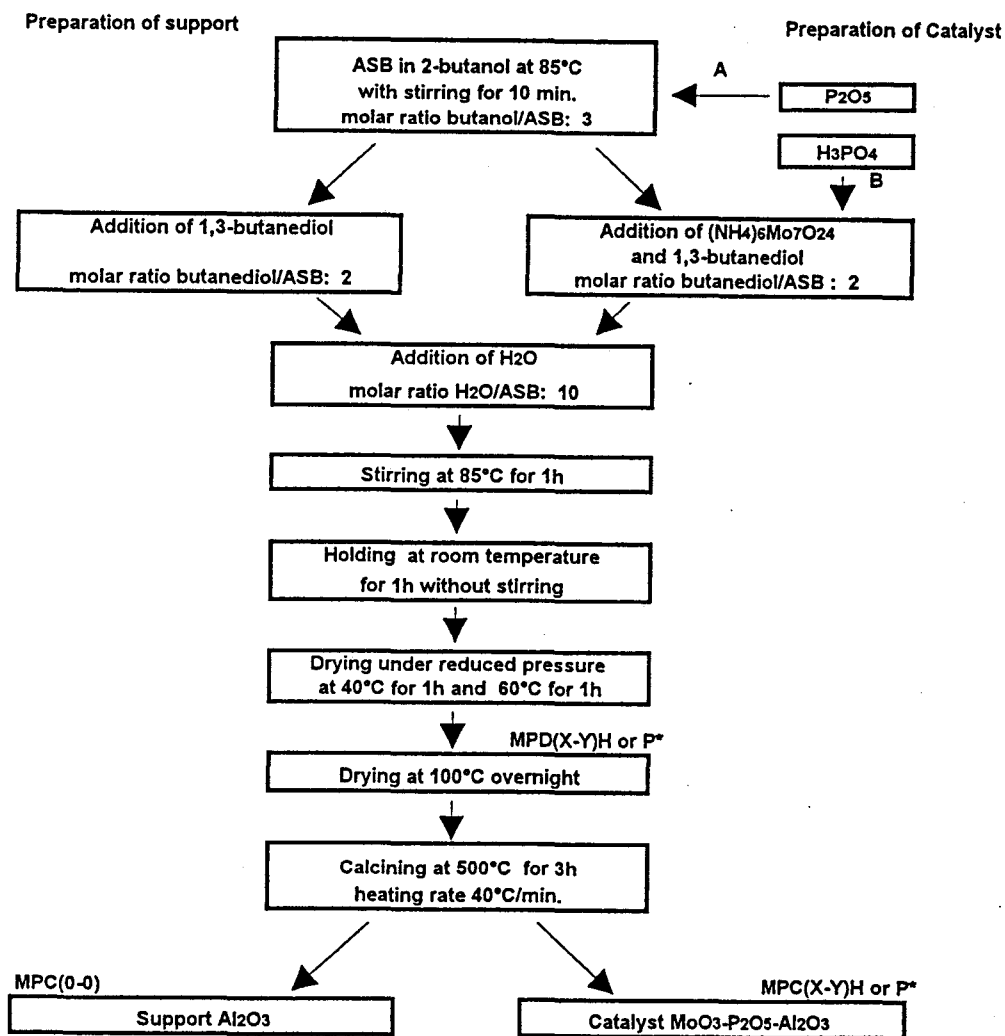 Preparation of support
Preparation of Catalyst
ASB in 2-butanol at 85°C
with stirring for 10 min.
molar ratio butanol/ASB: 3
A
P2O5
H3PO4
B
Addition of 1,3-butanediol
molar ratio butanediol/ASB: 2
Addition of (NH4)6Mo7O24
and 1,3-butanediol
molar ratio butanediol/ASB : 2
Addition of H2O
molar ratio H2O/ASB: 10
Stirring at 85°C for 1h
Holding at room temperature
for 1h without stirring
Drying under reduced pressure
at 40°C for 1h and 60°C for 1h
MPD(X-Y)H or P*
Drying at 100°C overnight
Calcining at 500°C for 3h
heating rate 40°C/min.
MPC(0-0)
Support Al2O3
MPC(X-Y)H or P*
Catalyst MoO3-P2O5-Al2O3